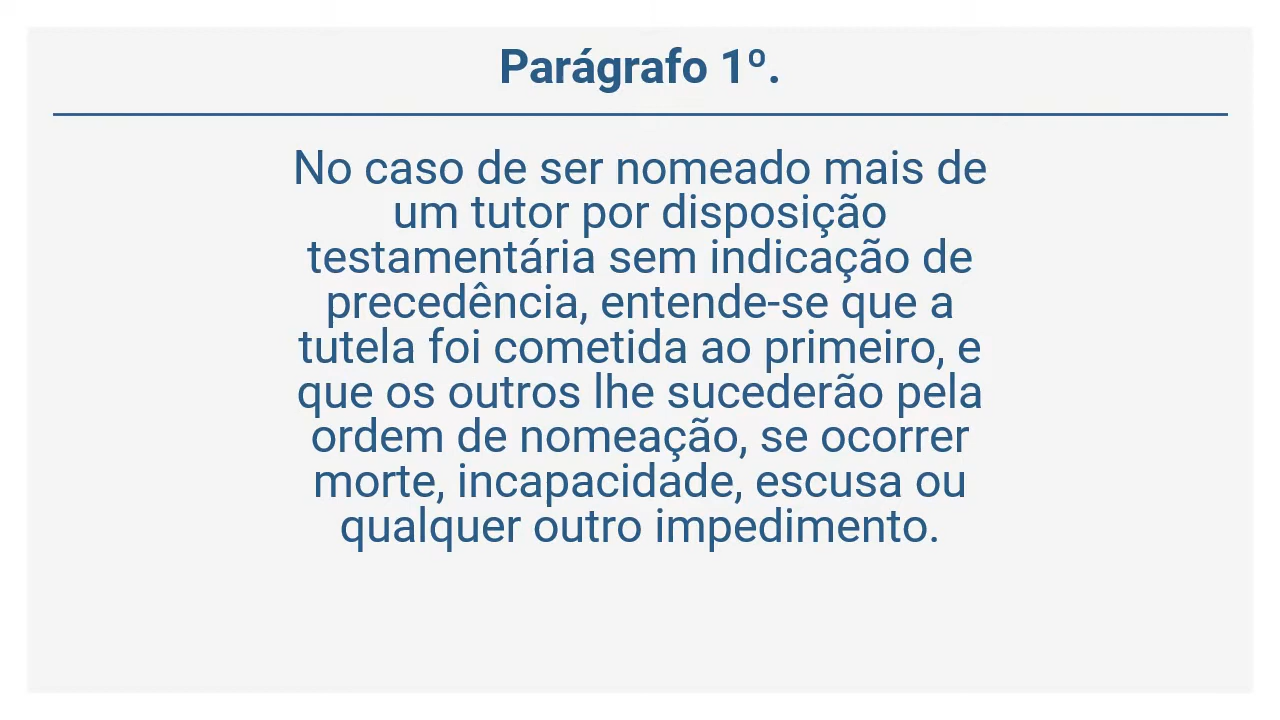 Parágrafo 1º.
No caso de ser nomeado mais de
um tutor por disposição
testamentária sem indicação de
precedência, entende-se que a
tutela foi cometida ao primeiro, e
que os outros lhe sucederão pela
ordem de nomeação, se ocorrer
morte, incapacidade, escusa ou
qualquer outro impedimento.